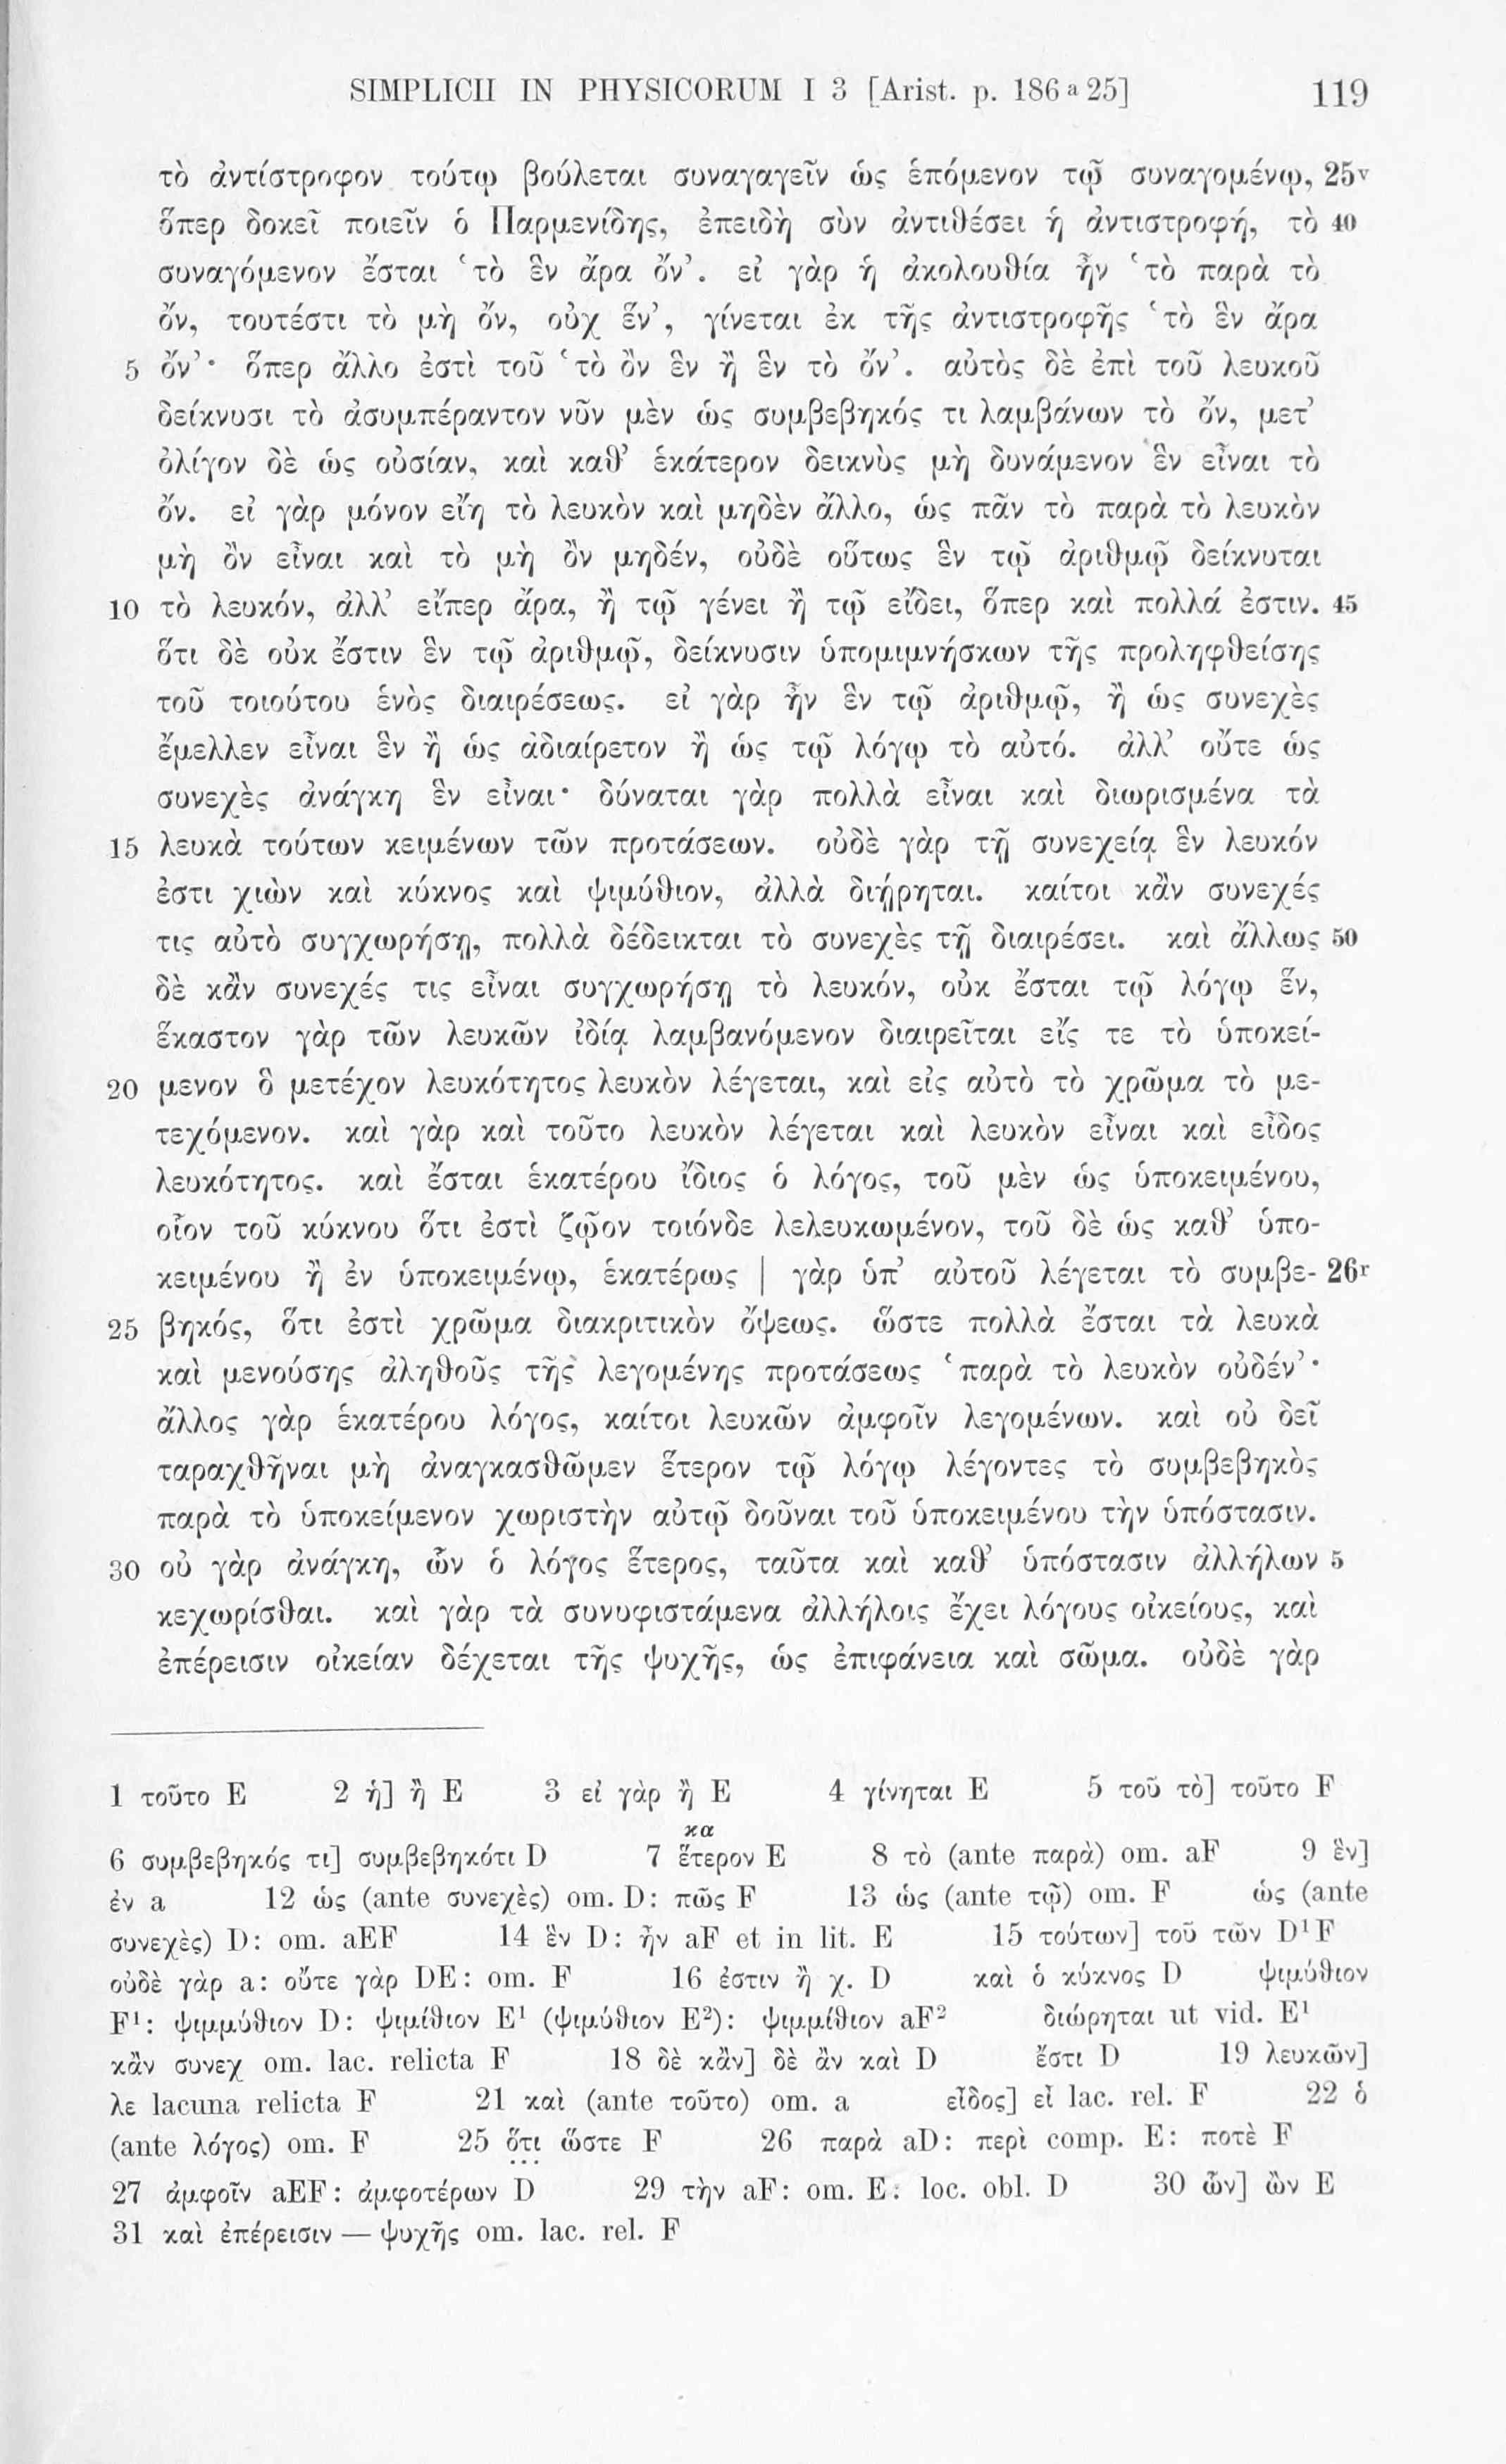 SIMPLICII IN PHYSICORUM I 3 [Arist. p. 186 a 25] 119
τὸ ἀντίστροφον τούτῳ βούλεται συναγαγεῖν ὡς ἑπόμενον τῷ συναγομένῳ, 25v
ὅπερ δοκεῖ ποιεῖν ὁ Παρμενίδης, ἐπειδὴ σὺν ἀντιθέσει ἡ ἀντιστροφή, τὸ 40
συναγόμενον ἔσται ‘τὸ ἓν ἄρα ὄν’. εἰ γὰρ ἡ ἀκολουθία ἦν ‘τὸ παρὰ τὸ
ὄν, τουτέστι τὸ μὴ ὄν, οὐχ ἕν’, γίνεται ἐκ τῆς ἀντιστροφῆς ‘τὸ ἓν ἄρα
5 ὄν’· ὅπερ ἄλλο ἐστὶ τοῦ ‘τὸ ὂν ἓν ἢ ἓν τὸ ὄν’. αὐτὸς δὲ ἐπὶ τοῦ λευκοῦ
δείκνυσι τὸ ἀσυμπέραντον νῦν μὲν ὡς συμβεβηκός τι λαμβάνων τὸ ὄν, μετ’
ὀλίγον δὲ ὡς οὐσίαν, καὶ καθ’ ἑκάτερον δεικνὺς μὴ δυνάμενον ἓν εἶναι τὸ
ὄν. εἰ γὰρ μόνον εἴη τὸ λευκὸν καὶ μηδὲν ἄλλο, ὡς πᾶν τὸ παρὰ τὸ λευκὸν
μὴ ὂν εἶναι καὶ τὸ μὴ ὂν μηδέν, οὐδὲ οὕτως ἓν τῷ ἀριθμῷ δείκνυται
10 τὸ λευκόν, ἀλλ’ εἴπερ ἄρα, ἢ τῷ γένει ἢ τῷ εἴδει, ὅπερ καὶ πολλά ἐστιν. 45
ὅτι δὲ οὐκ ἔστιν ἓν τῷ ἀριθμῷ, δείκνυσιν ὑπομιμνήσκων τῆς προληφθείσης
τοῦ τοιούτου ἑνὸς διαιρέσεως. εἰ γὰρ ἦν ἓν τῷ ἀριθμῷ, ἢ ὡς συνεχὲς
ἔμελλεν εἶναι ἓν ἢ ὡς ἀδιαίρετον ἢ ὡς τῷ λόγῳ τὸ αὐτό. ἀλλ’ οὔτε ὡς
συνεχὲς ἀνάγκη ἓν εἶναι· δύναται γὰρ πολλὰ εἶναι καὶ διωρισμένα τὰ
15 λευκὰ τούτων κειμένων τῶν προτάσεων. οὐδὲ γὰρ τῇ συνεχείᾳ ἓν λευκόν
ἐστι χιὼν καὶ κύκνος καὶ ψιμύθιον, ἀλλὰ διῄρηται. καίτοι κἂν συνεχές
τις αὐτὸ συγχωρήσῃ, πολλὰ δέδεικται τὸ συνεχὲς τῇ διαιρέσει. καὶ ἄλλως 50
δὲ κἂν συνεχές τις εἶναι συγχωρήσῃ τὸ λευκόν, οὐκ ἔσται τῷ λόγῳ ἕν,
ἕκαστον γὰρ τῶν λευκῶν ἰδίᾳ λαμβανόμενον διαιρεῖται εἴς τε τὸ ὑποκεί-
20 μενον ὃ μετέχον λευκότητος λευκὸν λέγεται, καὶ εἰς αὐτὸ τὸ χρῶμα τὸ με-
τεχόμενον. καὶ γὰρ καὶ τοῦτο λευκὸν λέγεται καὶ λευκὸν εἶναι καὶ εἶδος
λευκότητος. καὶ ἔσται ἑκατέρου ἴδιος ὁ λόγος, τοῦ μὲν ὡς ὑποκειμένου,
οἷον τοῦ κύκνου ὅτι ἐστὶ ζῷον τοιόνδε λελευκωμένον, τοῦ δὲ ὡς καθ’ ὑπο-
κειμένου ἢ ἐν ὑποκειμένῳ, ἑκατέρως | γὰρ ὑπ’ αὐτοῦ λέγεται τὸ συμβε- 26r
25 βηκός, ὅτι ἐστὶ χρῶμα διακριτικὸν ὄψεως. ὥστε πολλὰ ἔσται τὰ λευκὰ
καὶ μενούσης ἀληθοῦς τῆς λεγομένης προτάσεως ‘παρὰ τὸ λευκὸν οὐδέν’·
ἄλλος γὰρ ἑκατέρου λόγος, καίτοι λευκῶν ἀμφοῖν λεγομένων. καὶ οὐ δεῖ
ταραχθῆναι μὴ ἀναγκασθῶμεν ἕτερον τῷ λόγῳ λέγοντες τὸ συμβεβηκὸς
παρὰ τὸ ὑποκείμενον χωριστὴν αὐτῷ δοῦναι τοῦ ὑποκειμένου τὴν ὑπόστασιν.
30 οὐ γὰρ ἀνάγκη, ὧν ὁ λόγος ἕτερος, ταῦτα καὶ καθ’ ὑπόστασιν ἀλλήλων 5
κεχωρίσθαι. καὶ γὰρ τὰ συνυφιστάμενα ἀλλήλοις ἔχει λόγους οἰκείους, καὶ
ἐπέρεισιν οἰκείαν δέχεται τῆς ψυχῆς, ὡς ἐπιφάνεια καὶ σῶμα. οὐδὲ γὰρ
1 τοῦτο E 2 ἡ] ἢ E 3 εἰ γὰρ ἢ E 4 γίνηται E 5 τοῦ τὸ] τοῦτο F
κα
6 συμβεβηκός τι] συμβεβηκότι D 7 ἕτερον E 8 τὸ (ante παρὰ) om. aF 9 ἓν]
ἐν a 12 ὡς (ante συνεχὲς) om. D: πῶς F 13 ὡς (ante τῷ) om. F ὡς (ante
συνεχὲς) D: om. aEF 14 ἓν D: ἦν aF et in lit. E 15 τούτων] τοῦ τῶν D¹F
οὐδὲ γὰρ a: οὔτε γὰρ DE: om. F 16 ἐστιν ἢ χ. D καὶ ὁ κύκνος D ψιμύθιον
F¹: ψιμμύθιον D: ψιμίθιον E¹ (ψιμύθιον E²): ψιμμίθιον aF² διώρηται ut vid. E¹
κἂν συνεχ om. lac. relicta F 18 δὲ κἂν] δὲ ἂν καὶ D ἔστι D 19 λευκῶν]
λε lacuna relicta F 21 καὶ (ante τοῦτο) om. a εἶδος] εἶ lac. rel. F 22 ὁ
(ante λόγος) om. F 25 ὅτι ὥστε F 26 παρὰ aD: περὶ comp. E: ποτὲ F
27 ἀμφοῖν aEF: ἀμφοτέρων D 29 τὴν aF: om. E: loc. obl. D 30 ὧν] ὢν E
31 καὶ ἐπέρεισιν — ψυχῆς om. lac. rel. F